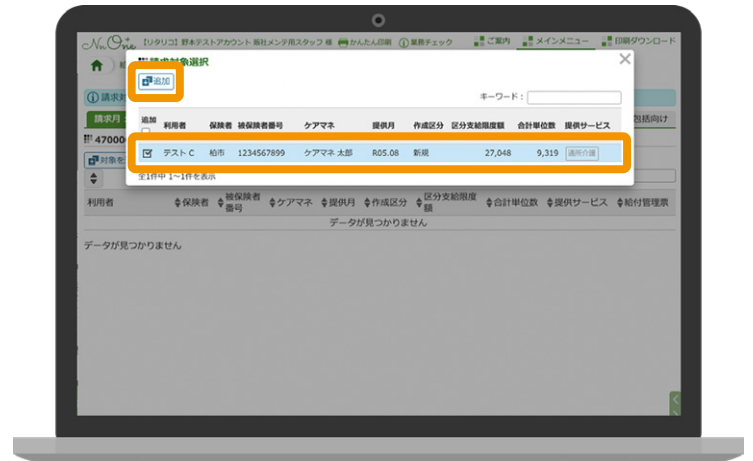 NuOne 【リタリコ】野本テストアカウント 販社メンテ用スタッフ 様 かんたん印刷 業務チェック ご案内 メインメニュー 印刷ダウンロード
請求対象選択
追加
キーワード：
請求対
請求月：
包括向け
追加 利用者 保険者 被保険者番号 ケアマネ 提供月 作成区分 区分支給限度額 合計単位数 提供サービス
47000
テスト C 柏市 1234567899 ケアマネ 太郎 R05.08 新規 27,048 9,319 通所介護
対象を
全1件中 1～1件を表示
利用者 保険者 被保険者番号 ケアマネ 提供月 作成区分 区分支給限度額 合計単位数 提供サービス 給付管理票
データが見つかりません
データが見つかりません